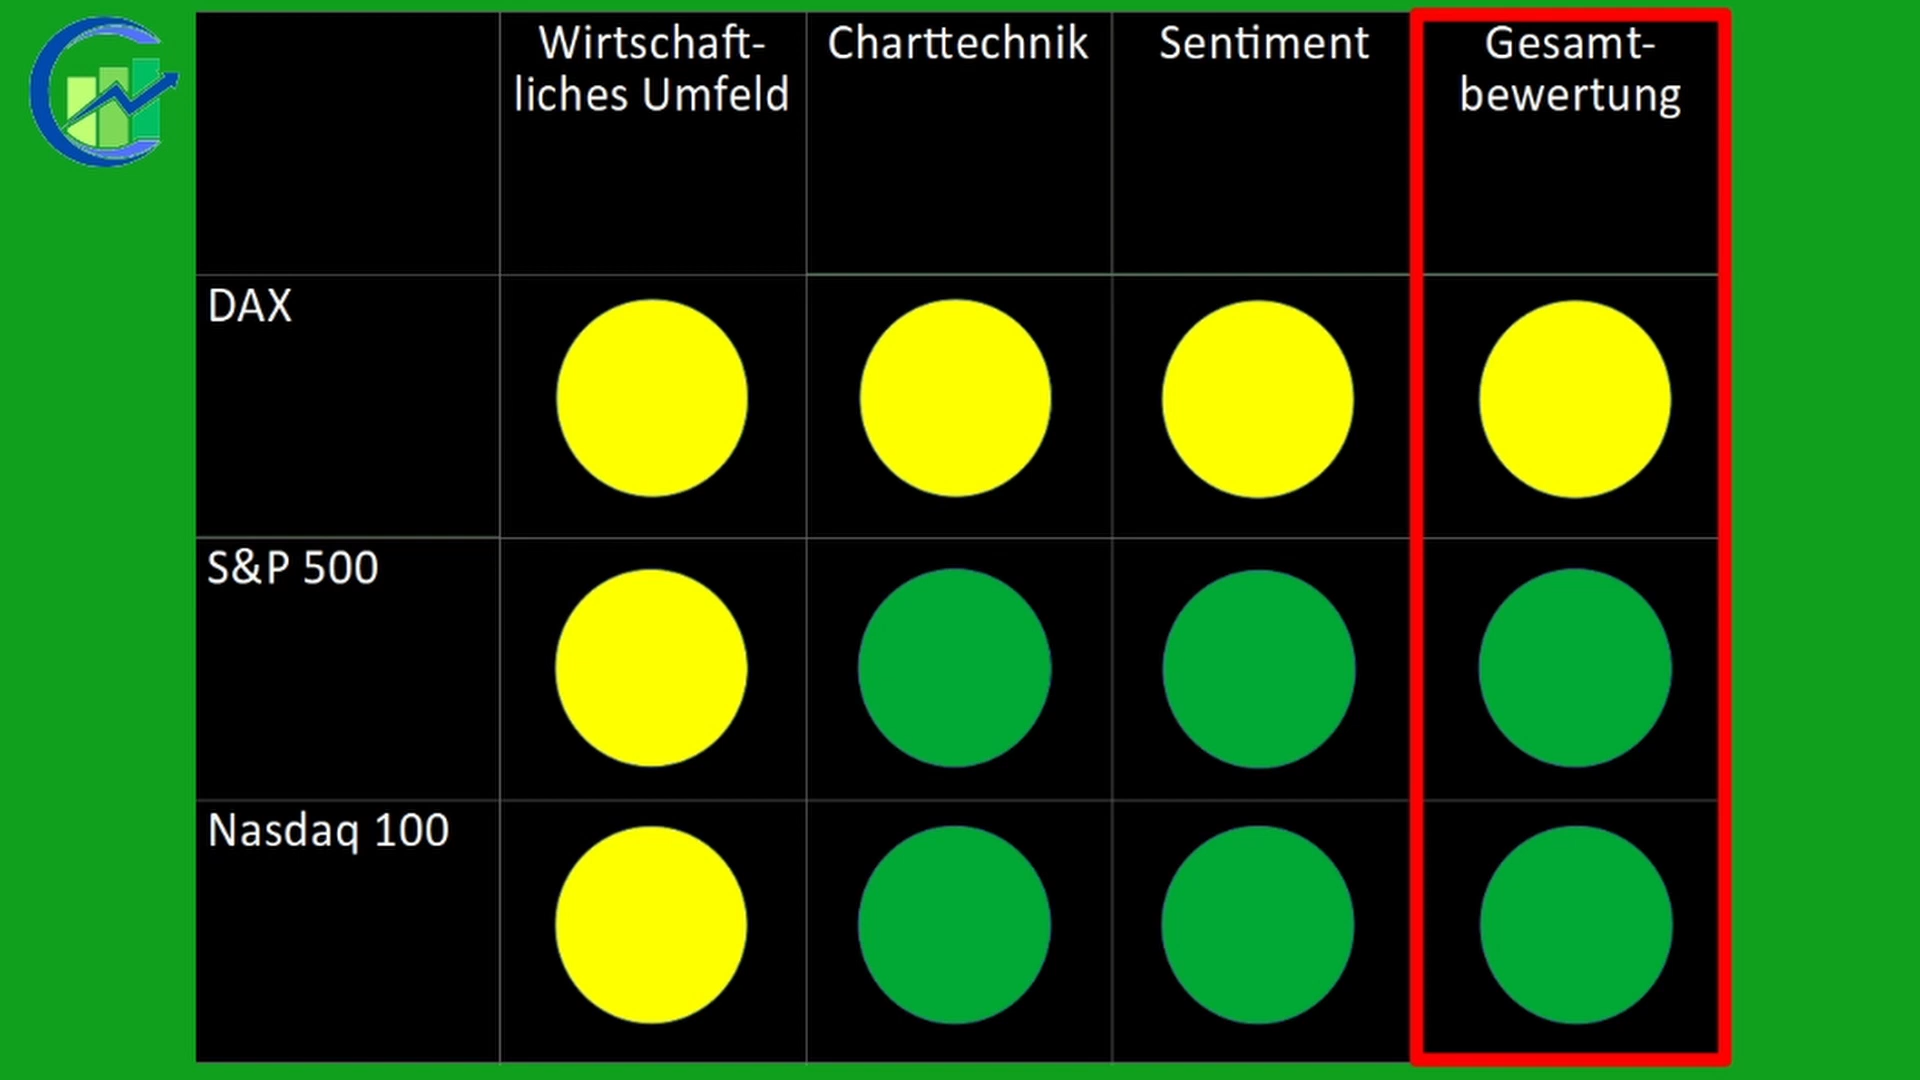 Wirtschaft-
liches Umfeld
Charttechnik
Sentiment
Gesamt-
bewertung
DAX
S&P 500
Nasdaq 100